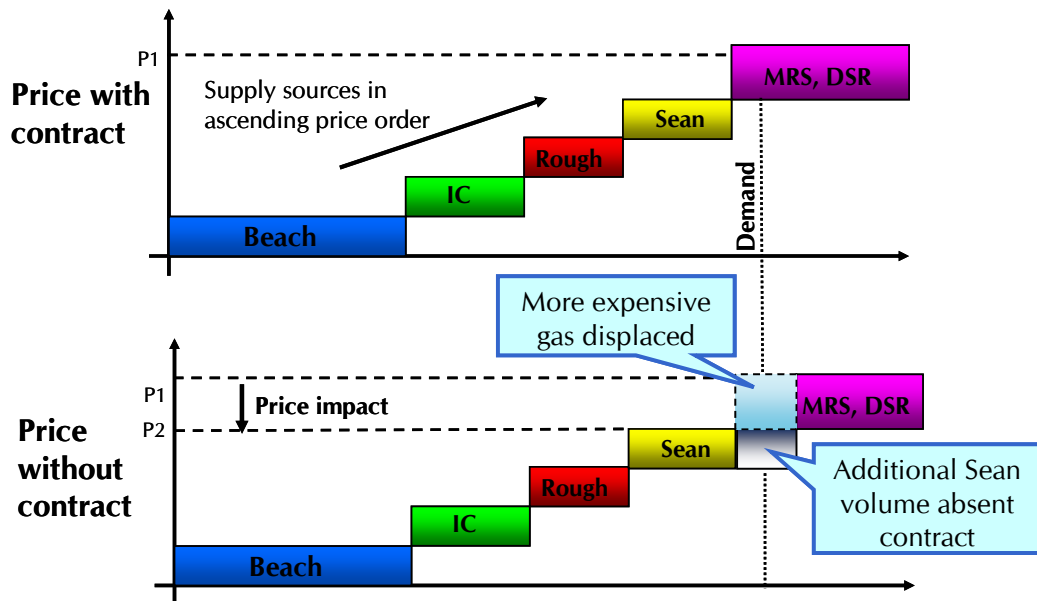 P1
MRS, DSR
Price with
contract
Supply sources in
ascending price order
Sean
Rough
IC
Demand
Beach
More expensive
gas displaced
P1
Price impact
MRS, DSR
P2
Price
without
contract
Sean
Additional Sean
volume absent
contract
Rough
IC
Beach